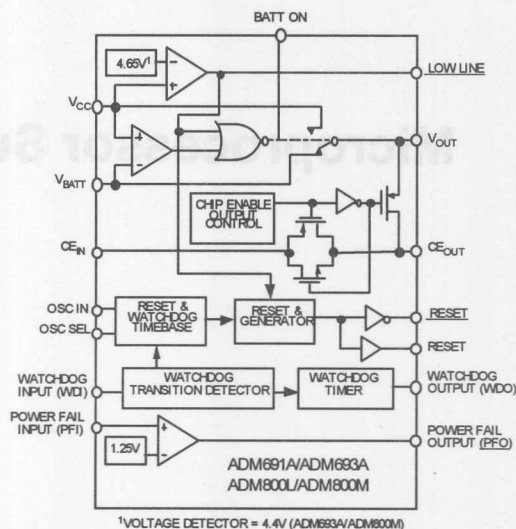 BATT ON
4.65V¹
LOW LINE
VCC
VOUT
VBATT
CHIP ENABLE
OUTPUT
CONTROL
CEIN
CEOUT
OSC IN
OSC SEL
RESET &
WATCHDOG
TIMEBASE
RESET &
GENERATOR
RESET
RESET
WATCHDOG
INPUT (WDI)
WATCHDOG
TRANSITION DETECTOR
WATCHDOG
TIMER
WATCHDOG
OUTPUT (WDO)
POWER FAIL
INPUT (PFI)
1.25V
POWER FAIL
OUTPUT (PFO)
ADM691A/ADM693A
ADM800L/ADM800M
¹VOLTAGE DETECTOR = 4.4V (ADM693A/ADM800M)